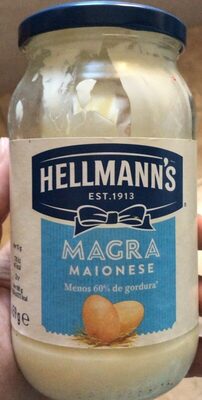 HELLMANN'S
EST. 1913
MAGRA
MAIONESE
Menos 60% de gordura*
g e